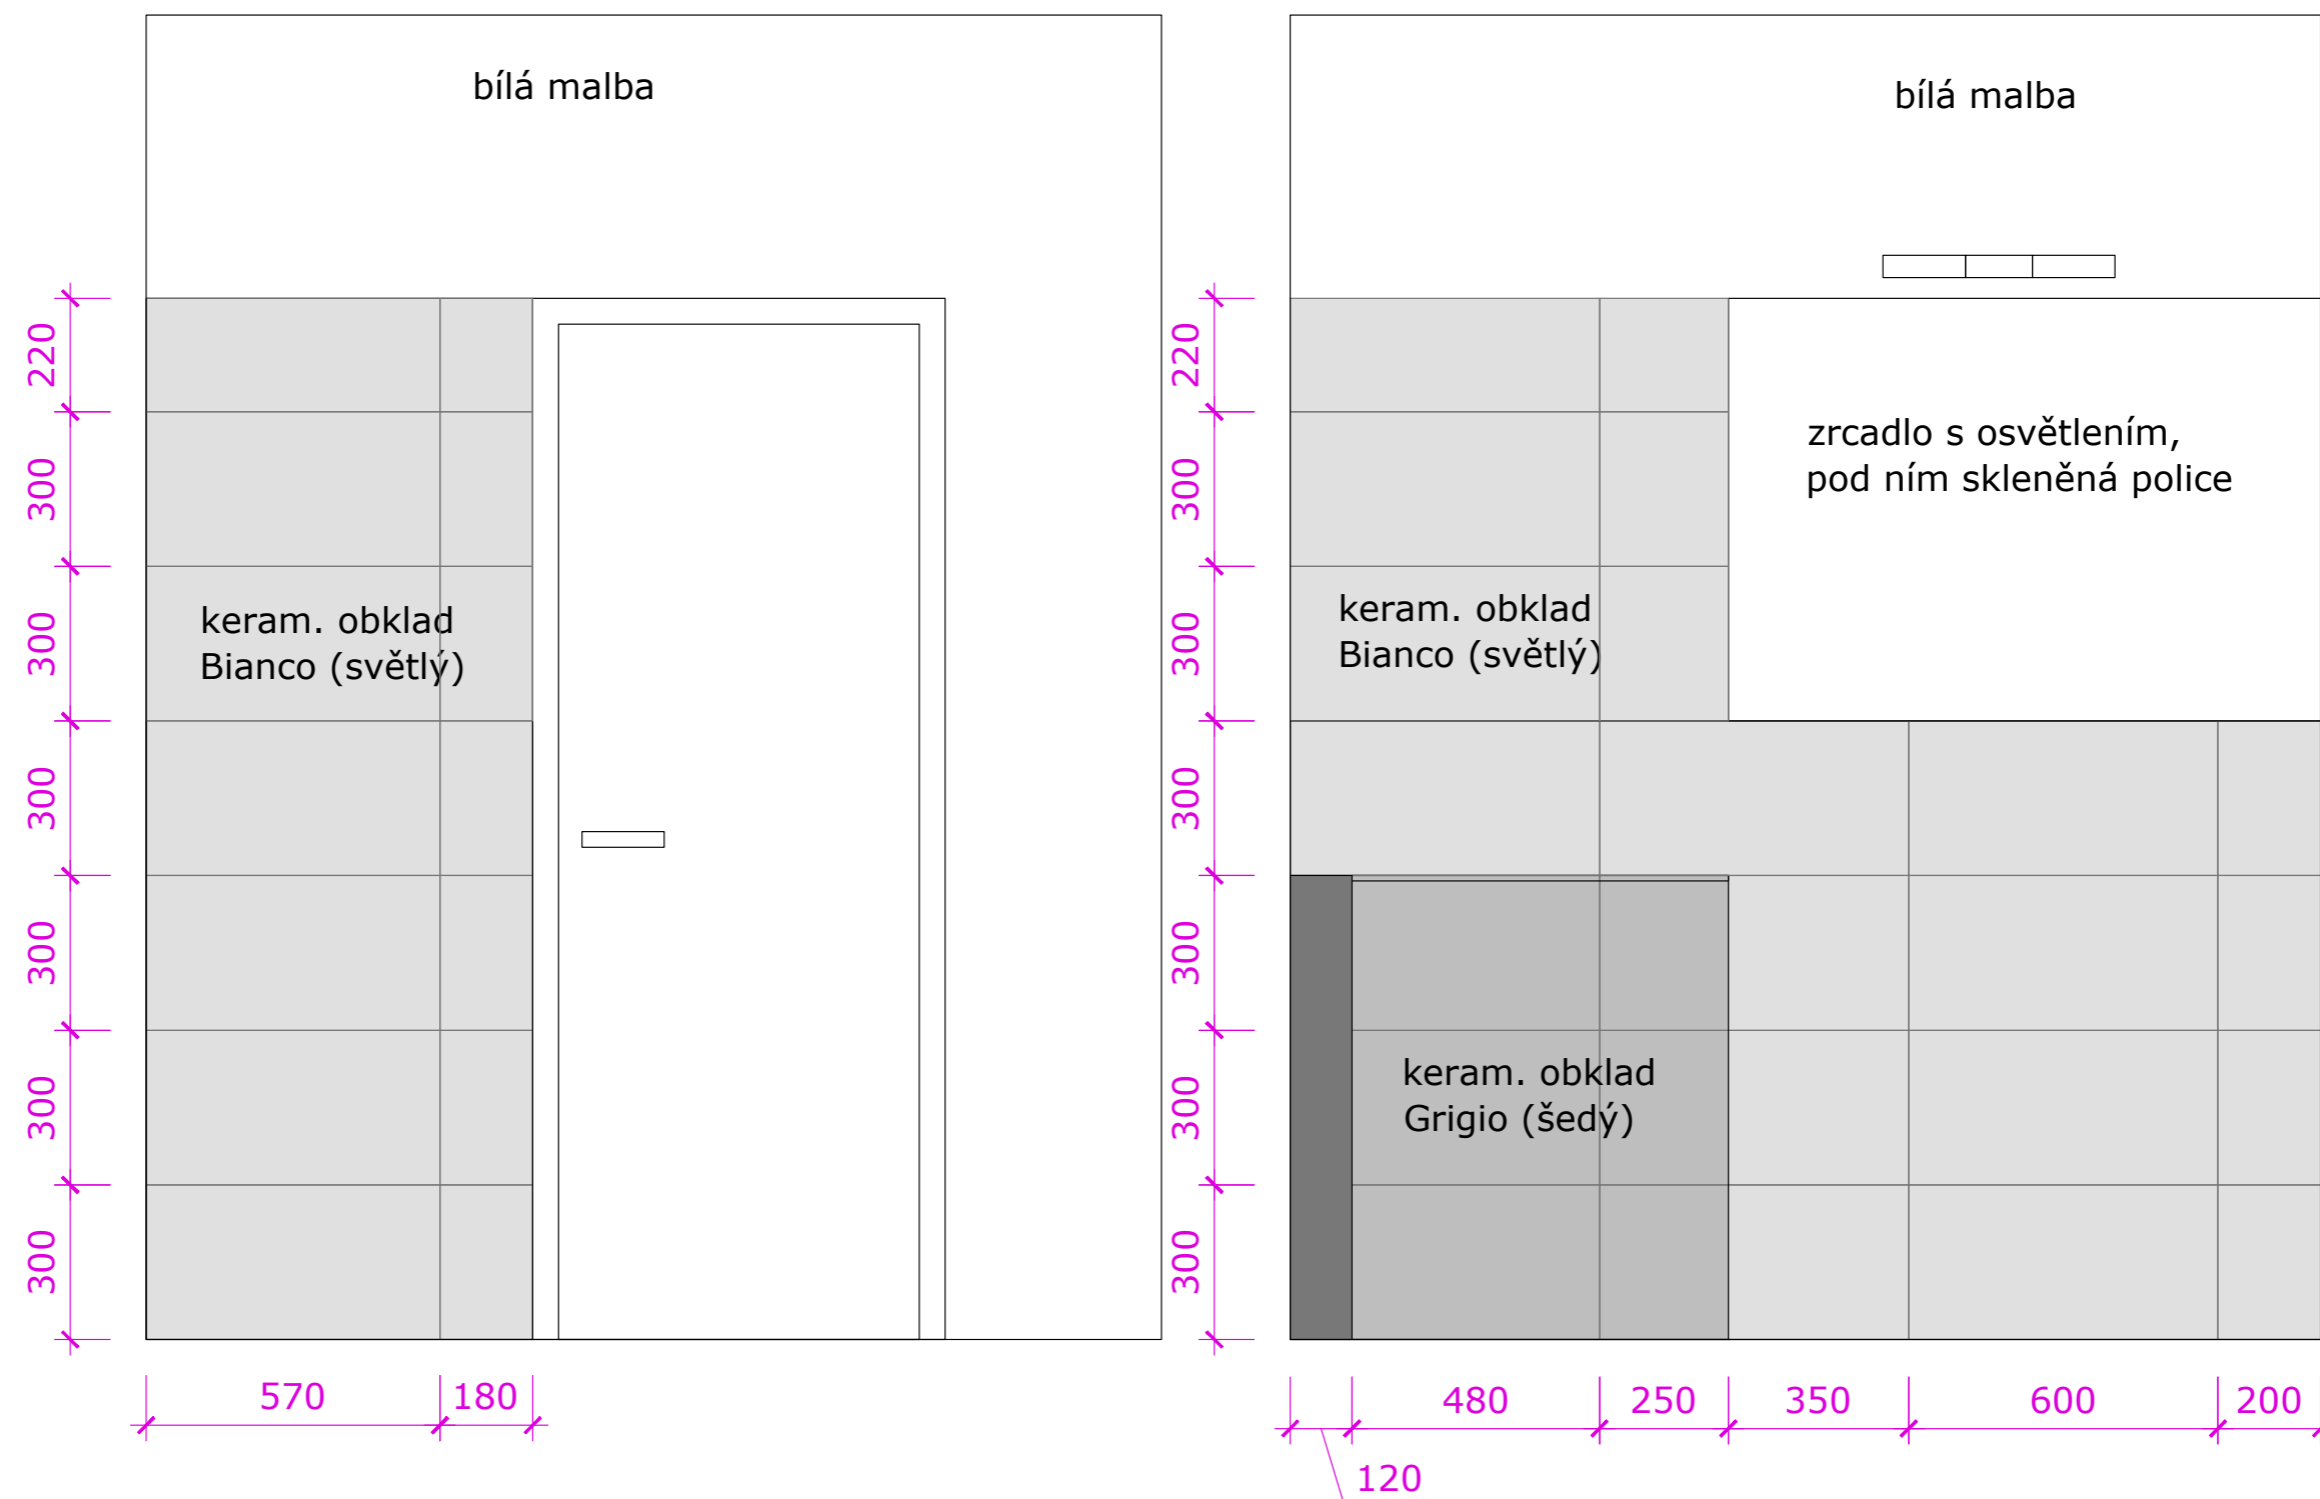 bílá malba
220
300
300
300
300
300
300
keram. obklad
Bianco (světlý)
570
180
bílá malba
220
300
300
300
300
300
300
zrcadlo s osvětlením,
pod ním skleněná police
keram. obklad
Bianco (světlý)
keram. obklad
Grigio (šedý)
480
250
350
600
200
120